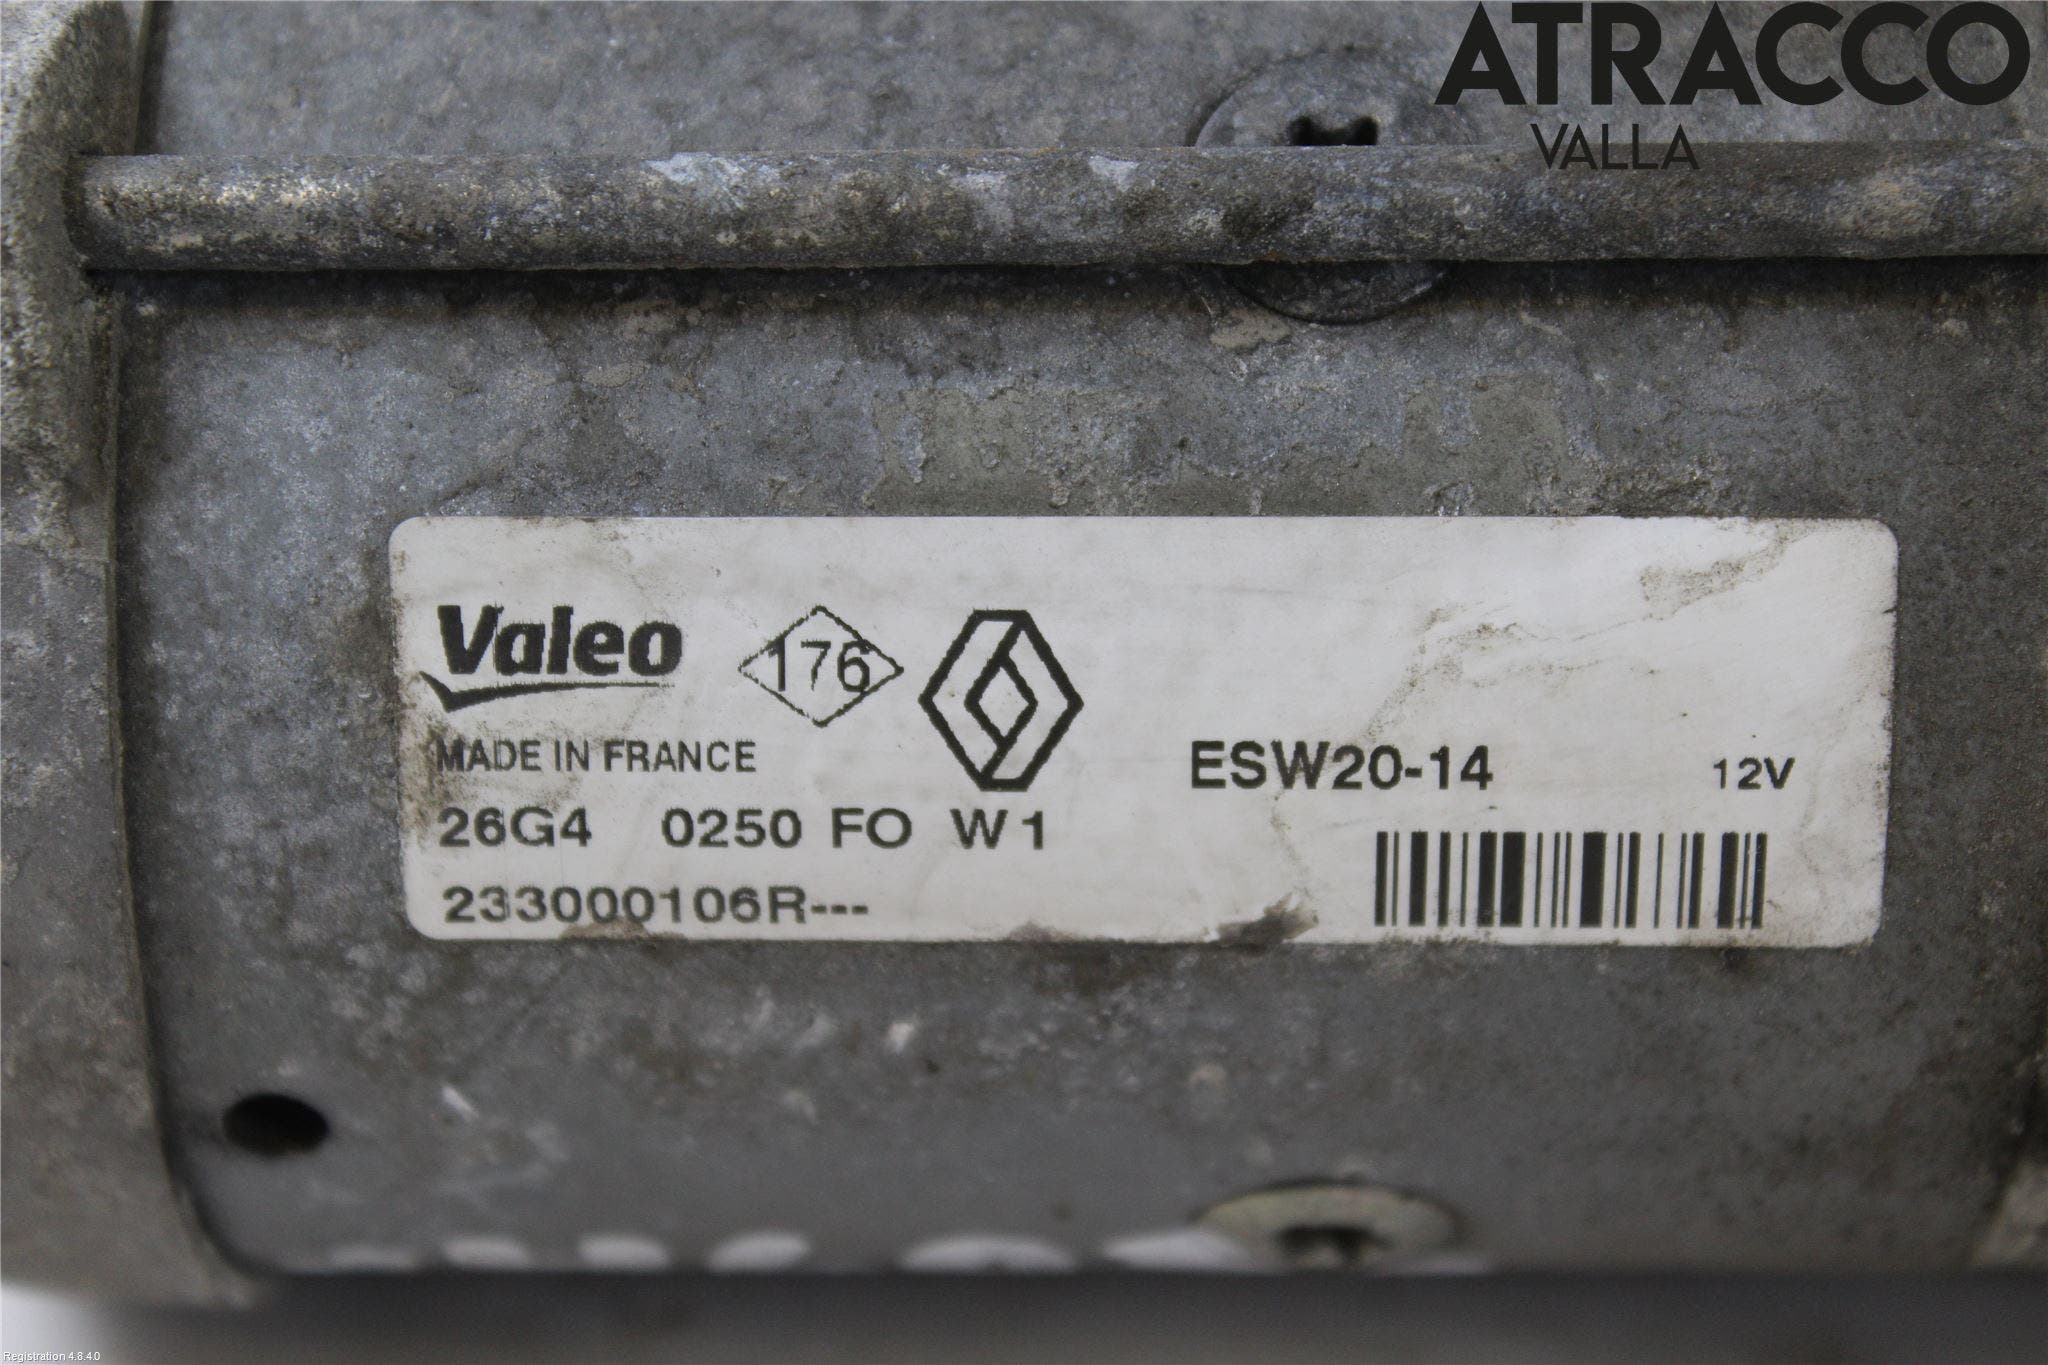 ATRACCO
VALLA
Valeo
176
MADE IN FRANCE
ESW20-14 12V
26G4 0250 FO W1
233000106R---
Registration 4.8.4.0